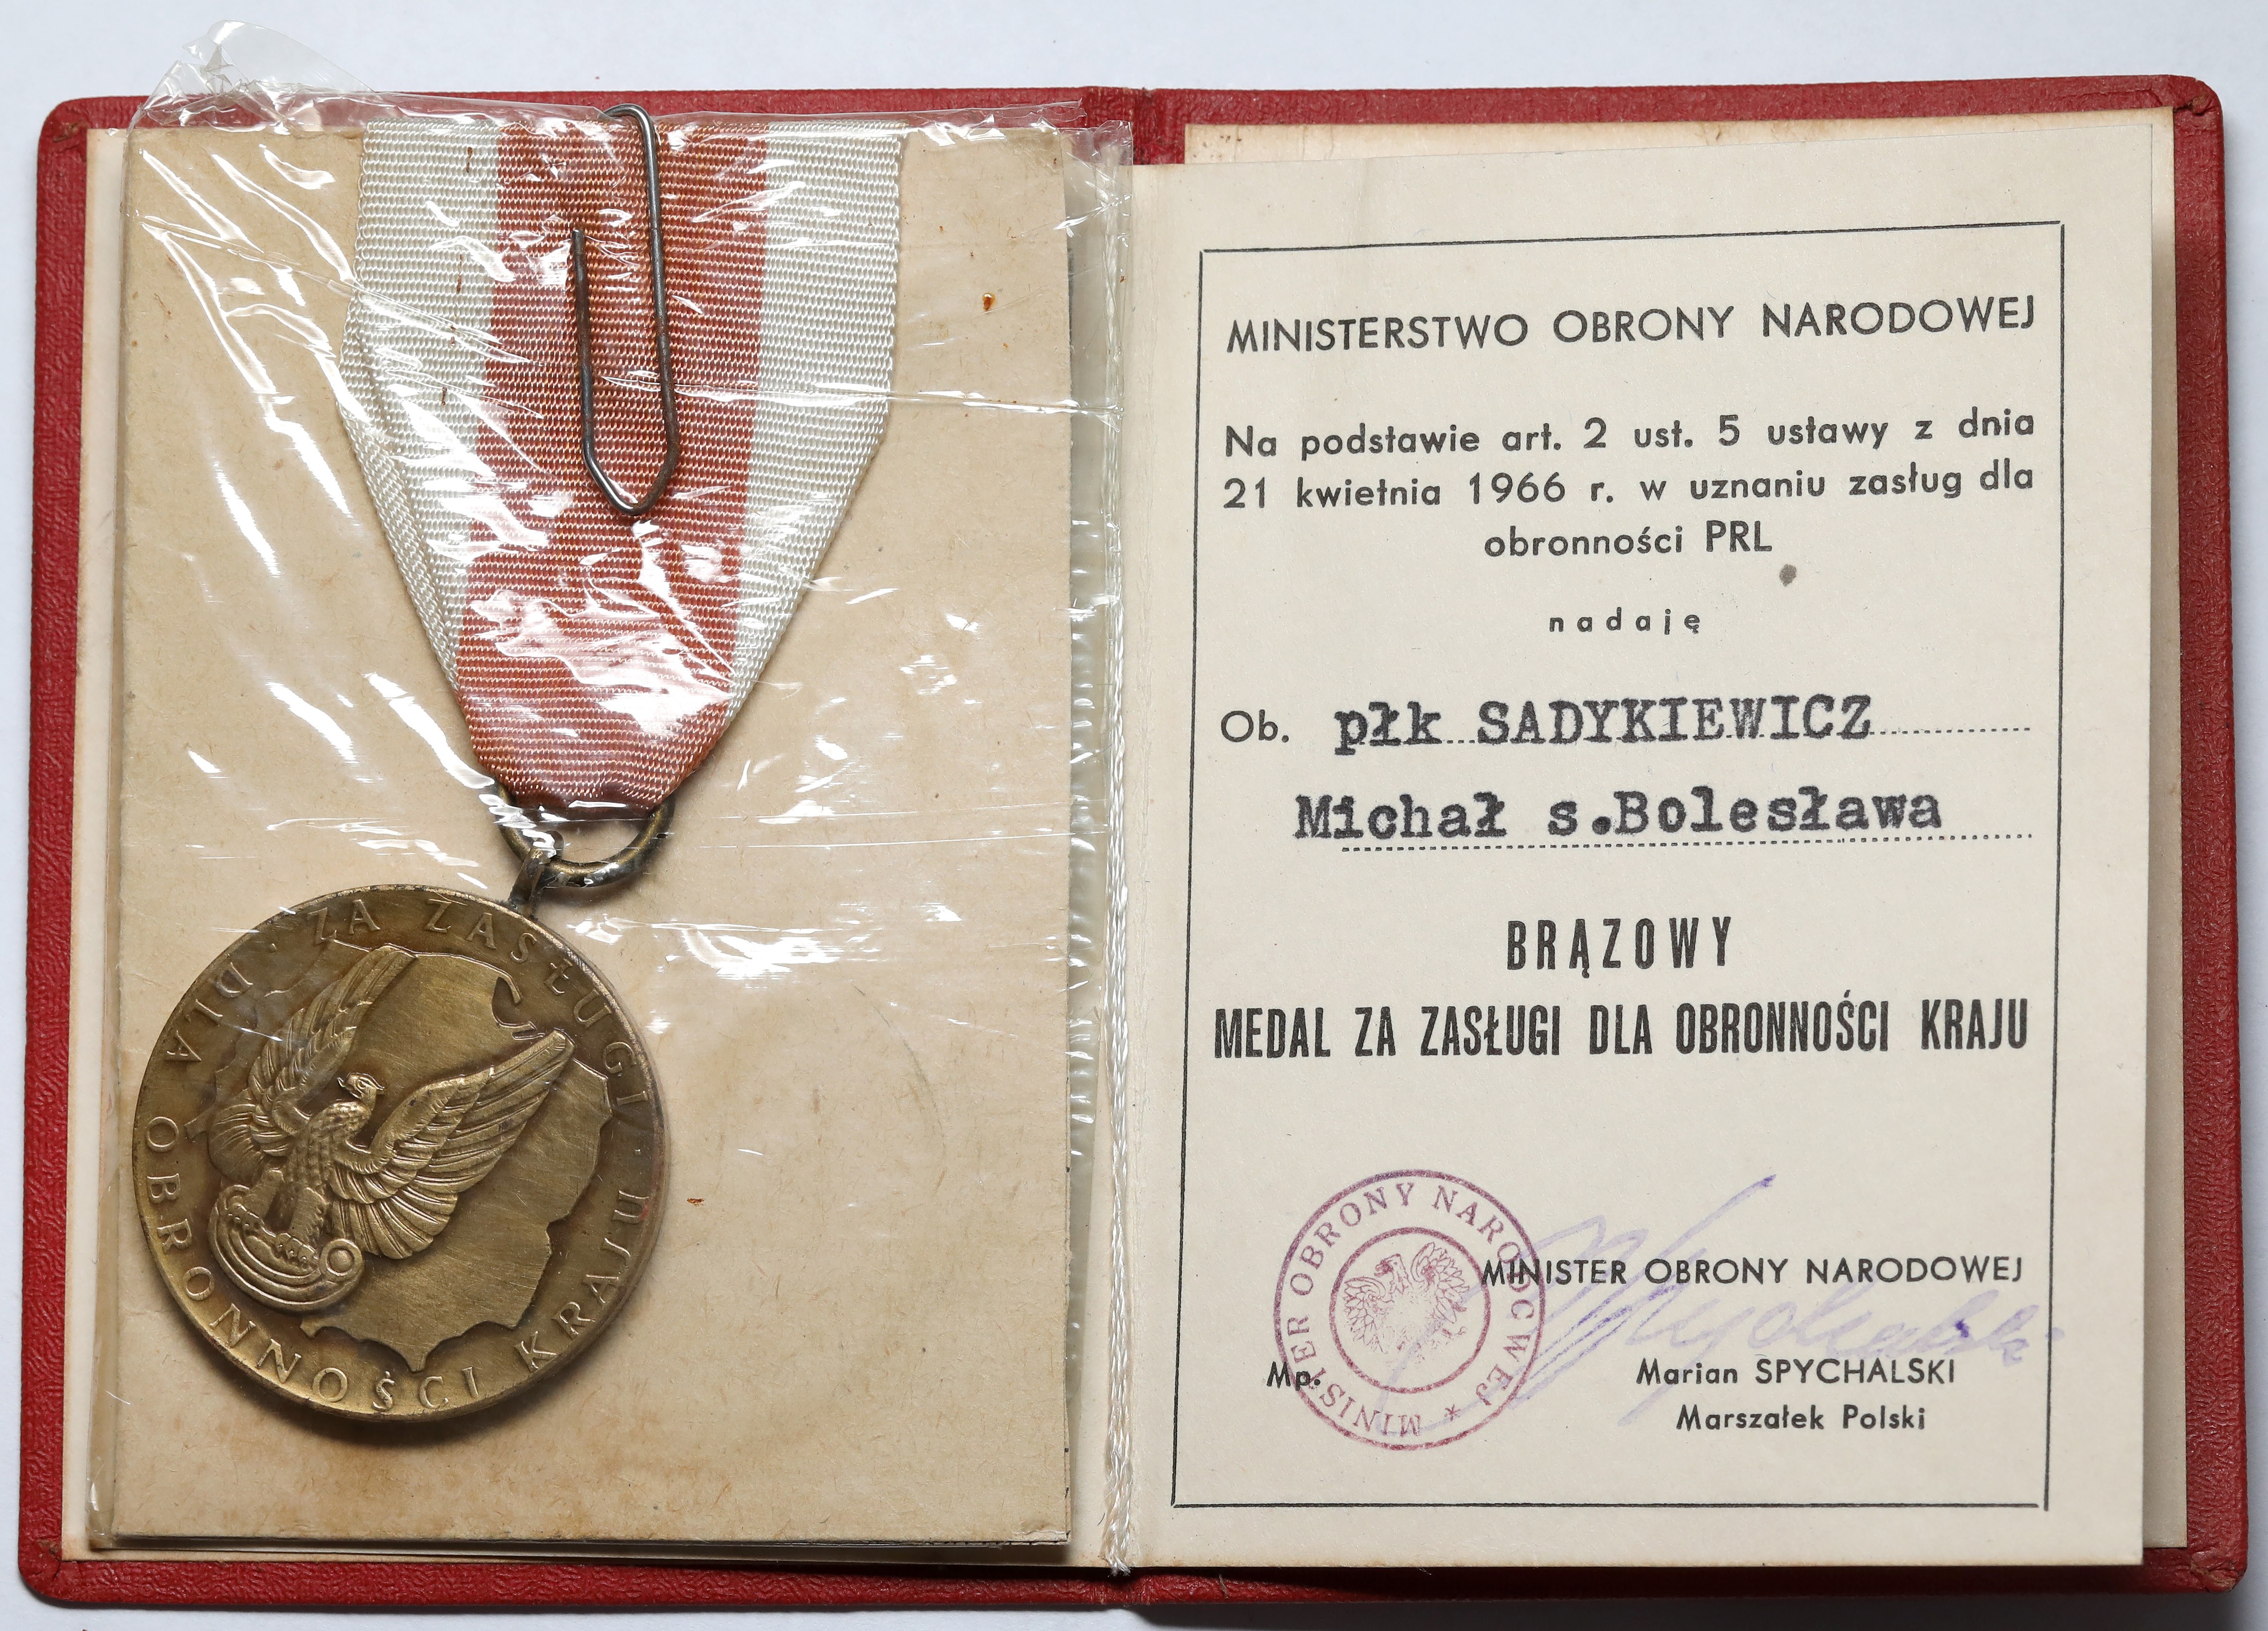 · ZA ZASŁUGI · DLA OBRONNOŚCI KRAJU
MINISTERSTWO OBRONY NARODOWEJ
Na podstawie art. 2 ust. 5 ustawy z dnia
21 kwietnia 1966 r. w uznaniu zasług dla
obronności PRL
nadaję
Ob. płk SADYKIEWICZ
Michał s.Bolesława
BRĄZOWY
MEDAL ZA ZASŁUGI DLA OBRONNOŚCI KRAJU
MINISTER OBRONY NARODOWEJ *
MINISTER OBRONY NARODOWEJ
Mp.
Spychalski
Marian SPYCHALSKI
Marszałek Polski